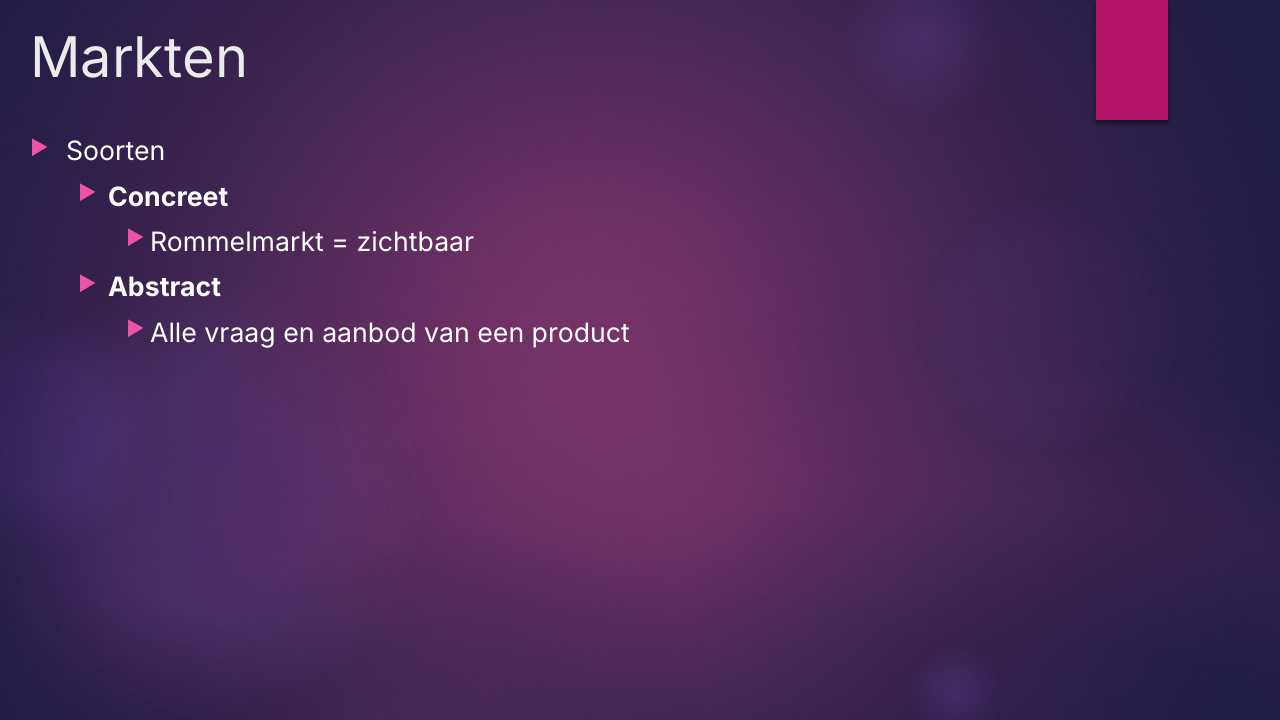 Markten
Soorten
Concreet
Rommelmarkt = zichtbaar
Abstract
Alle vraag en aanbod van een product